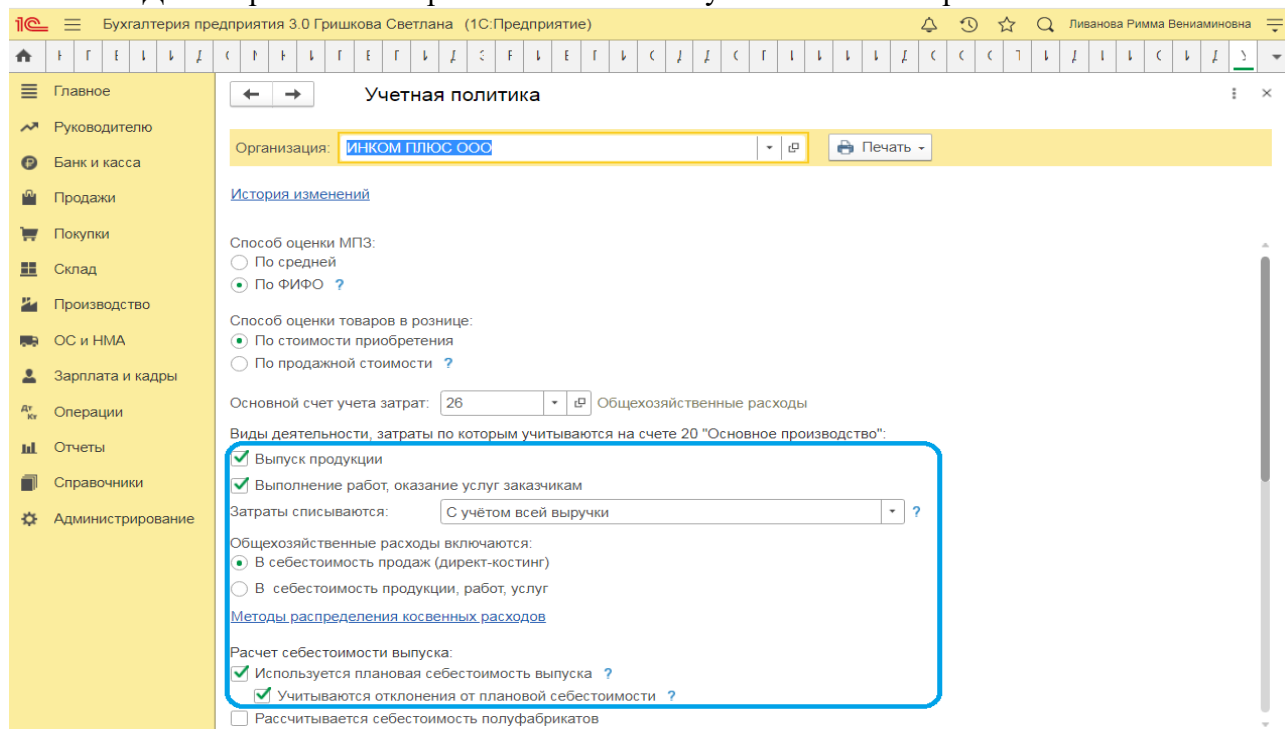 1С Бухгалтерия предприятия 3.0 Гришкова Светлана (1С:Предприятие) Ливанова Римма Вениаминовна
Главное
Руководителю
Банк и касса
Продажи
Покупки
Склад
Производство
ОС и НМА
Зарплата и кадры
Дт Кт Операции
Отчеты
Справочники
Администрирование
Учетная политика
Организация: ИНКОМ ПЛЮС ООО Печать
История изменений
Способ оценки МПЗ:
По средней
По ФИФО ?
Способ оценки товаров в рознице:
По стоимости приобретения
По продажной стоимости ?
Основной счет учета затрат: 26 Общехозяйственные расходы
Виды деятельности, затраты по которым учитываются на счете 20 "Основное производство":
Выпуск продукции
Выполнение работ, оказание услуг заказчикам
Затраты списываются: С учётом всей выручки ?
Общехозяйственные расходы включаются:
В себестоимость продаж (директ-костинг)
В себестоимость продукции, работ, услуг
Методы распределения косвенных расходов
Расчет себестоимости выпуска:
Используется плановая себестоимость выпуска ?
Учитываются отклонения от плановой себестоимости ?
Рассчитывается себестоимость полуфабрикатов